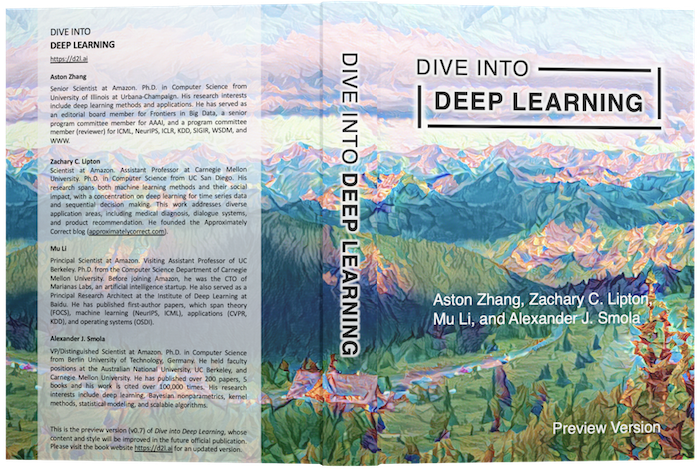 DIVE INTO
DEEP LEARNING
https://d2l.ai
Aston Zhang
Senior Scientist at Amazon. Ph.D. in Computer Science from
University of Illinois at Urbana-Champaign. His research interests
include deep learning methods and applications. He has served as
an editorial board member for Frontiers in Big Data, a senior
program committee member for AAAI, and a program committee
member (reviewer) for ICML, NeurIPS, ICLR, KDD, SIGIR, WSDM, and
WWW.
Zachary C. Lipton
Scientist at Amazon. Assistant Professor at Carnegie Mellon
University. Ph.D. in Computer Science from UC San Diego. His
research spans both machine learning methods and their social
impact, with a concentration on deep learning for time series data
and sequential decision making. This work addresses diverse
application areas, including medical diagnosis, dialogue systems,
and product recommendation. He founded the Approximately
Correct blog (approximatelycorrect.com).
Mu Li
Principal Scientist at Amazon. Visiting Assistant Professor of UC
Berkeley. Ph.D. from the Computer Science Department of Carnegie
Mellon University. Before joining Amazon, he was the CTO of
Marianas Labs, an artificial intelligence startup. He also served as a
Principal Research Architect at the Institute of Deep Learning at
Baidu. He has published first-author papers, which span theory
(FOCS), machine learning (NeurIPS, ICML), applications (CVPR,
KDD), and operating systems (OSDI).
Alexander J. Smola
VP/Distinguished Scientist at Amazon. Ph.D. in Computer Science
from Berlin University of Technology, Germany. He held faculty
positions at the Australian National University, UC Berkeley, and
Carnegie Mellon University. He has published over 200 papers, 5
books and his work is cited over 100,000 times. His research
interests include deep learning, Bayesian nonparametrics, kernel
methods, statistical modeling, and scalable algorithms.
This is the preview version (v0.7) of Dive into Deep Learning, whose
content and style will be improved in the future official publication.
Please visit the book website https://d2l.ai for an updated version.
DIVE INTO DEEP LEARNING
DIVE INTO
DEEP LEARNING
Aston Zhang, Zachary C. Lipton,
Mu Li, and Alexander J. Smola
Preview Version